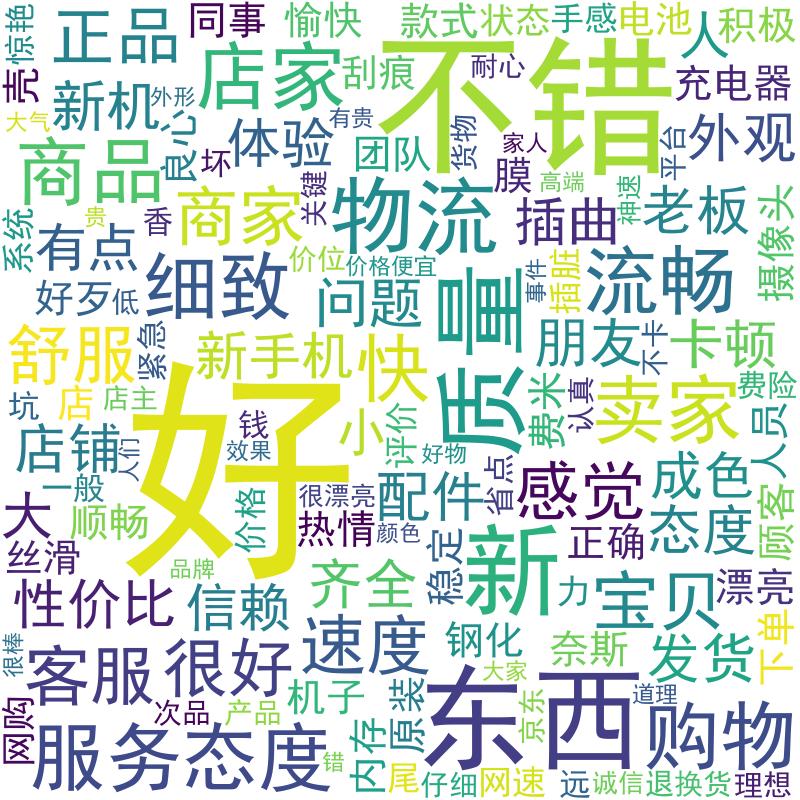 惊艳
正品
同事
愉快
款式
状态
手感
电池
人
积极
壳
新机
外形
店家
刮痕
不错
耐心
充电器
大气
良心
有贵
体验
团队
货物
家人
平台
外观
商品
坏
关键
膜
高端
神速
系统
贵
香
商家
物流
插曲
老板
摄像头
有点
细致
价位
价格便宜
事件
插脏
流畅
好歹
低
紧急
问题
质量
朋友
不卡
卡顿
舒服
新手机
快
坑
店
店主
好
钱
小
评价
费米
认真
卖家
费险
店铺
人们
效果
好物
人员
一般
价格
很漂亮
配件
省点
感觉
成色
顾客
大
顺畅
热情
颜色
态度
丝滑
品牌
稳定
新
正确
漂亮
性价比
信赖
齐全
力
宝贝
很棒
客服
很好
速度
钢化
奈斯
发货
下单
网购
次品
产品
机子
原装
大家
东西
京东
道理
购物
服务态度
错
内存
尾
仔细
网速
远
诚信
退换货
理想